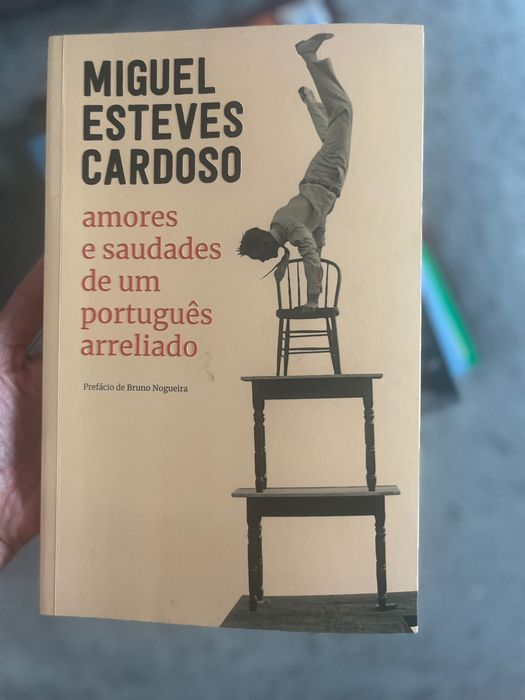 MIGUEL
ESTEVES
CARDOSO
amores
e saudades
de um
português
arreliado
Prefácio de Bruno Nogueira